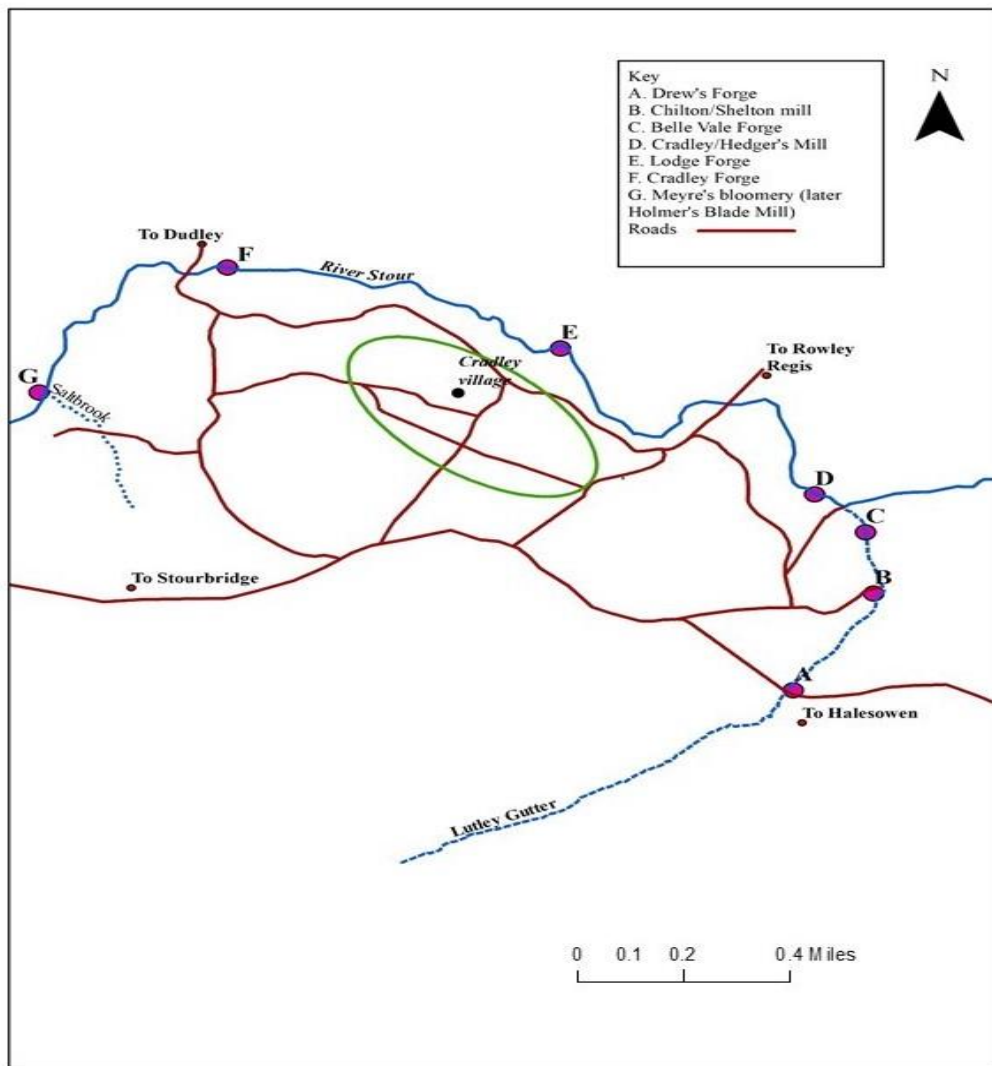 Key
A. Drew's Forge
B. Chilton/Shelton mill
C. Belle Vale Forge
D. Cradley/Hedger's Mill
E. Lodge Forge
F. Cradley Forge
G. Meyre's bloomery (later
Holmer's Blade Mill)
Roads
N
To Dudley
F
River Stour
E
To Rowley
Regis
Cradley
village
G
Saltbrook
D
C
To Stourbridge
B
A
To Halesowen
Lutley Gutter
0 0.1 0.2 0.4 Miles